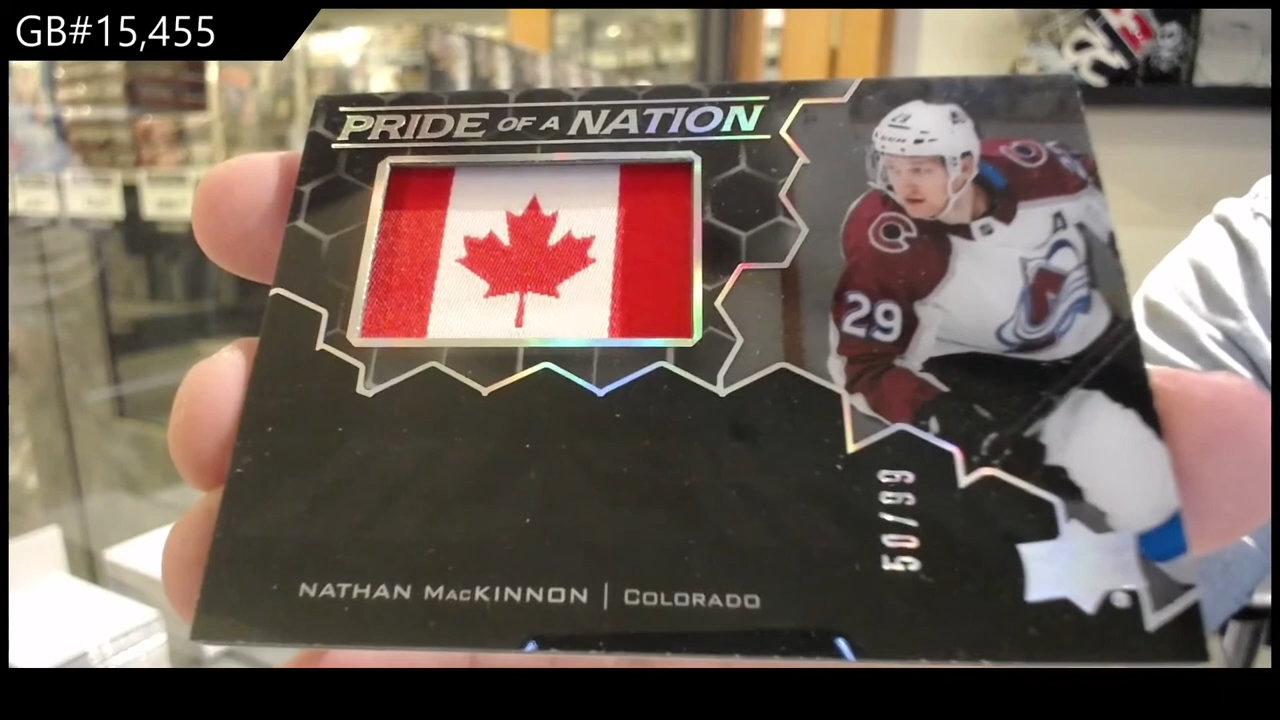 GB#15,455
PRIDE OF A NATION
A
29
50/99
NATHAN MacKINNON | COLORADO